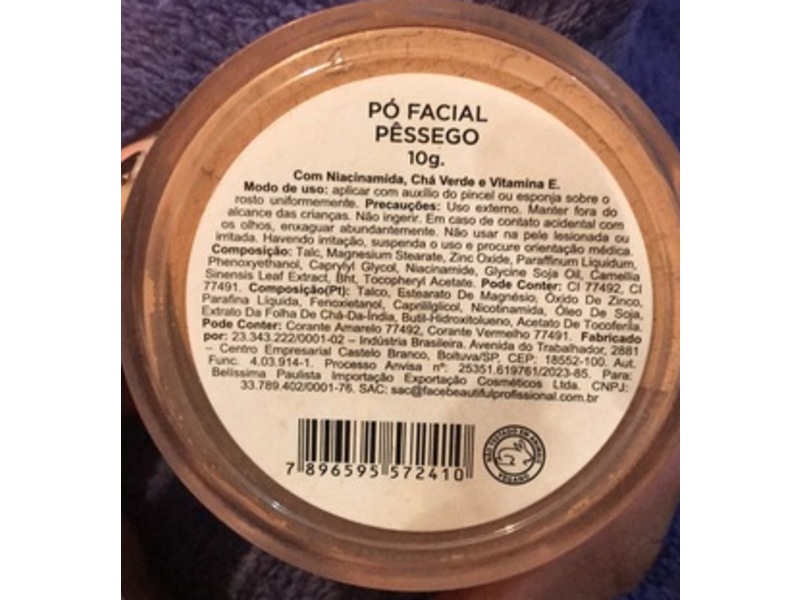 PÓ FACIAL
PÊSSEGO
10g.
Com Niacinamida, Chá Verde e Vitamina E.
Modo de uso: aplicar com auxílio do pincel ou esponja sobre o
rosto uniformemente. Precauções: Uso externo. Manter fora do
alcance das crianças. Não ingerir. Em caso de contato acidental com
os olhos, enxaguar abundantemente. Não usar na pele lesionada ou
irritada. Havendo irritação, suspenda o uso e procure orientação médica.
Composição: Talc, Magnesium Stearate, Zinc Oxide, Paraffinum Liquidum,
Phenoxyethanol, Caprylyl Glycol, Niacinamide, Glycine Soja Oil, Camellia
Sinensis Leaf Extract, Bht, Tocopheryl Acetate. Pode Conter: CI 77492, CI
77491. Composição(Pt): Talco, Estearato De Magnésio, Óxido De Zinco,
Parafina Líquida, Fenoxietanol, Caprililglicol, Nicotinamida, Óleo De Soja,
Extrato Da Folha De Chá-Da-Índia, Butil-Hidroxitolueno, Acetato De Tocoferila.
Pode Conter: Corante Amarelo 77492, Corante Vermelho 77491. Fabricado
por: 23.343.222/0001-02 – Indústria Brasileira. Avenida do Trabalhador, 2881
– Centro Empresarial Castelo Branco, Boituva/SP. CEP: 18552-100. Aut.
Func. 4.03.914-1. Processo Anvisa nº: 25351.619761/2023-85. Para:
Belíssima Paulista Importação Exportação Cosméticos Ltda. CNPJ:
33.789.402/0001-76. SAC: sac@facebeautifulprofissional.com.br
7 896595 572410
NÃO TESTADO EM ANIMAIS
VEGANO